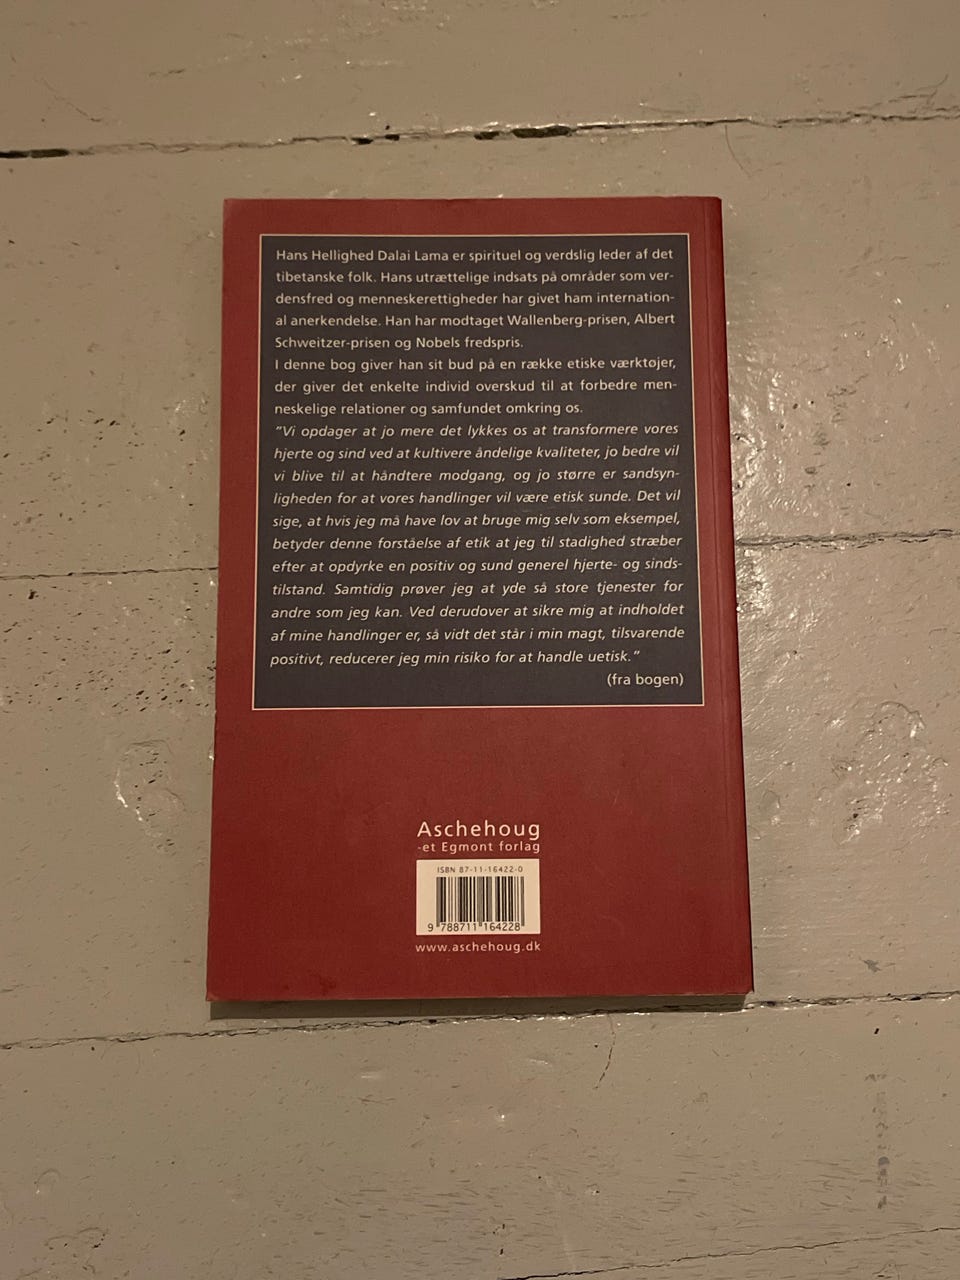 Hans Hellighed Dalai Lama er spirituel og verdslig leder af det
tibetanske folk. Hans utrættelige indsats på områder som ver-
densfred og menneskerettigheder har givet ham internation-
al anerkendelse. Han har modtaget Wallenberg-prisen, Albert
Schweitzer-prisen og Nobels fredspris.
I denne bog giver han sit bud på en række etiske værktøjer,
der giver det enkelte individ overskud til at forbedre men-
neskelige relationer og samfundet omkring os.
"Vi opdager at jo mere det lykkes os at transformere vores
hjerte og sind ved at kultivere åndelige kvaliteter, jo bedre vil
vi blive til at håndtere modgang, og jo større er sandsyn-
ligheden for at vores handlinger vil være etisk sunde. Det vil
sige, at hvis jeg må have lov at bruge mig selv som eksempel,
betyder denne forståelse af etik at jeg til stadighed stræber
efter at opdyrke en positiv og sund generel hjerte- og sinds-
tilstand. Samtidig prøver jeg at yde så store tjenester for
andre som jeg kan. Ved derudover at sikre mig at indholdet
af mine handlinger er, så vidt det står i min magt, tilsvarende
positivt, reducerer jeg min risiko for at handle uetisk."
(fra bogen)
Aschehoug
-et Egmont forlag
ISBN 87-11-16422-0
9 788711 164228
www.aschehoug.dk